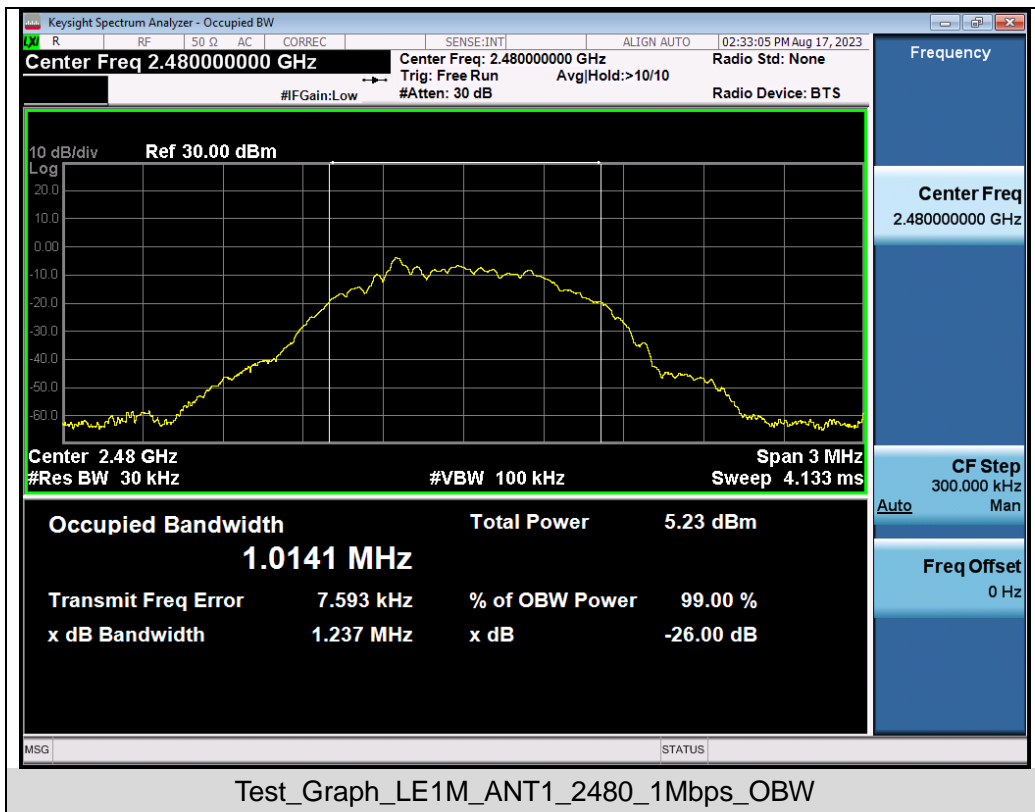 Keysight Spectrum Analyzer - Occupied BW
LXI R RF 50 Ω AC CORREC SENSE:INT ALIGN AUTO 02:33:05 PM Aug 17, 2023
Center Freq 2.480000000 GHz
Center Freq: 2.480000000 GHz
Radio Std: None
Trig: Free Run Avg|Hold:>10/10
#IFGain:Low
#Atten: 30 dB
Radio Device: BTS
10 dB/div Ref 30.00 dBm
Log
20.0
10.0
0.00
-10.0
-20.0
-30.0
-40.0
-50.0
-60.0
Center 2.48 GHz Span 3 MHz
#Res BW 30 kHz #VBW 100 kHz Sweep 4.133 ms
Occupied Bandwidth Total Power 5.23 dBm
1.0141 MHz
Transmit Freq Error 7.593 kHz % of OBW Power 99.00 %
x dB Bandwidth 1.237 MHz x dB -26.00 dB
Frequency
Center Freq
2.480000000 GHz
CF Step
300.000 kHz
Auto Man
Freq Offset
0 Hz
MSG STATUS
Test_Graph_LE1M_ANT1_2480_1Mbps_OBW